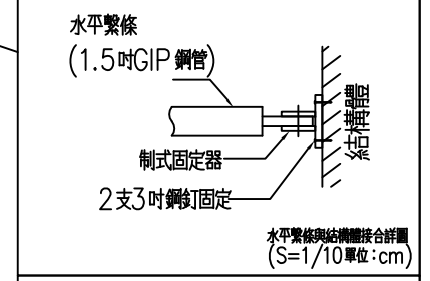 水平繫條
(1.5吋GIP鋼管)
結構體
制式固定器
2支3吋鋼釘固定
水平繫條與結構體接合詳圖
(S=1/10單位:cm)